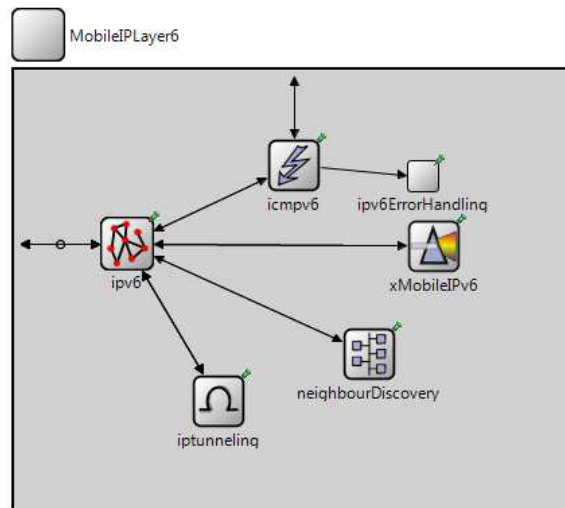 MobileIPLayer6
icmpv6
ipv6ErrorHandling
ipv6
xMobileIPv6
neighbourDiscovery
iptunneling